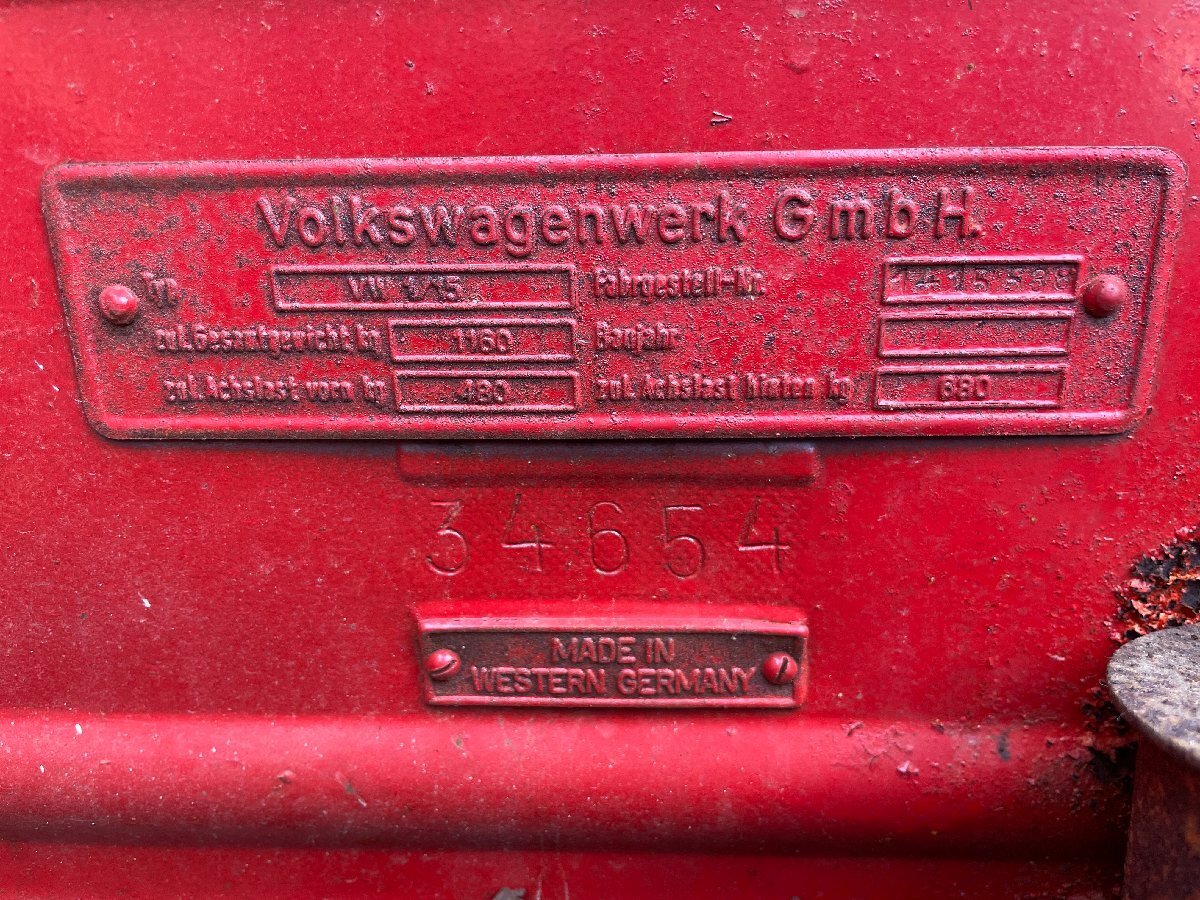 Volkswagenwerk GmbH.
Typ Fahrgestell-Nr.
zul. Gesamtgewicht kg 1160 Baujahr
zul. Achslast vorn kg 480 zul. Achslast hinten kg 680
34654
MADE IN
WESTERN GERMANY